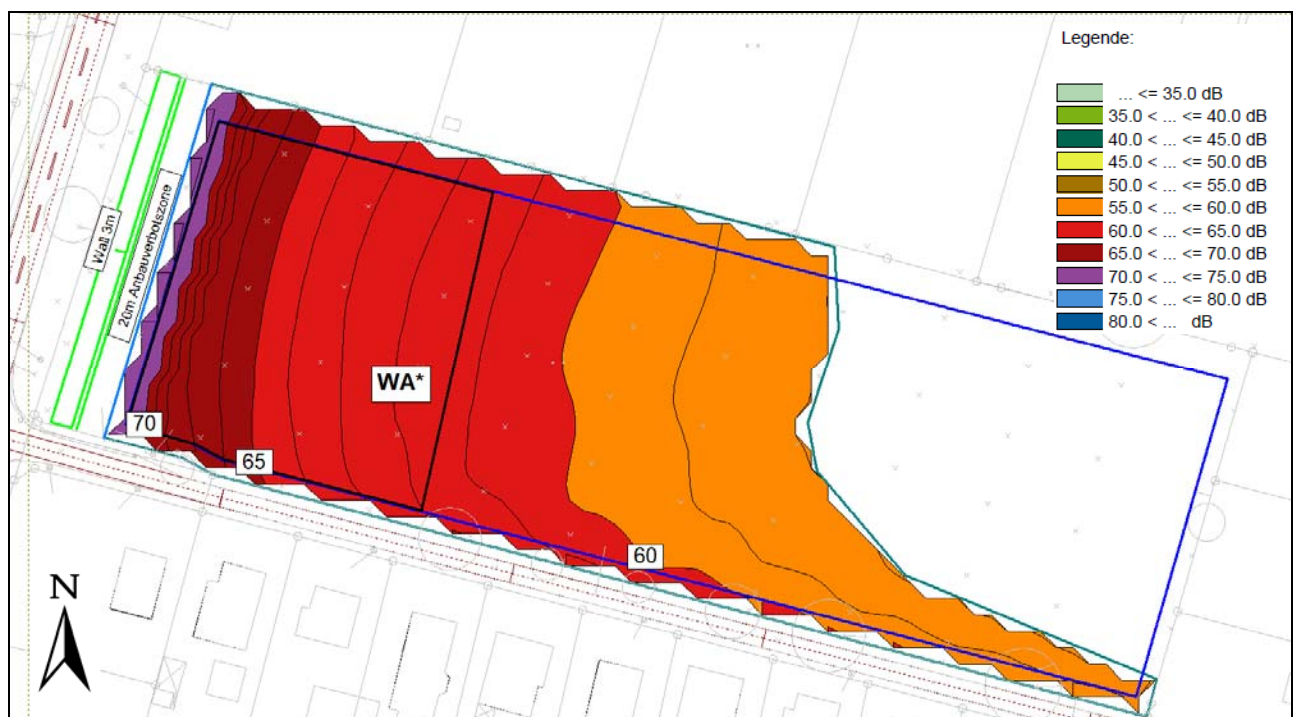 Legende:
... <= 35.0 dB
35.0 < ... <= 40.0 dB
40.0 < ... <= 45.0 dB
45.0 < ... <= 50.0 dB
50.0 < ... <= 55.0 dB
55.0 < ... <= 60.0 dB
60.0 < ... <= 65.0 dB
65.0 < ... <= 70.0 dB
70.0 < ... <= 75.0 dB
75.0 < ... <= 80.0 dB
80.0 < ... dB
Wall 3m
20m Anbauverbotszone
WA*
70
65
60
N